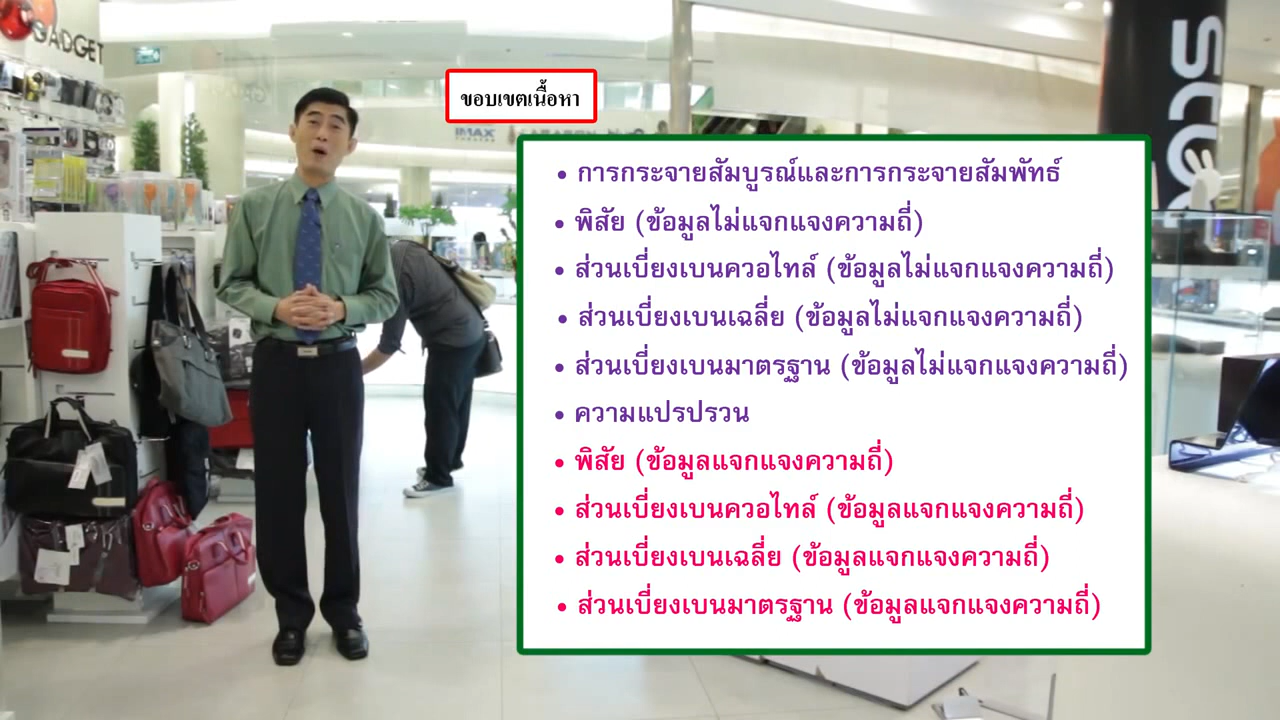 GADGET
ขอบเขตเนื้อหา
IMAX
• การกระจายสัมบูรณ์และการกระจายสัมพัทธ์
• พิสัย (ข้อมูลไม่แจกแจงความถี่)
• ส่วนเบี่ยงเบนควอไทล์ (ข้อมูลไม่แจกแจงความถี่)
• ส่วนเบี่ยงเบนเฉลี่ย (ข้อมูลไม่แจกแจงความถี่)
• ส่วนเบี่ยงเบนมาตรฐาน (ข้อมูลไม่แจกแจงความถี่)
• ความแปรปรวน
• พิสัย (ข้อมูลแจกแจงความถี่)
• ส่วนเบี่ยงเบนควอไทล์ (ข้อมูลแจกแจงความถี่)
• ส่วนเบี่ยงเบนเฉลี่ย (ข้อมูลแจกแจงความถี่)
• ส่วนเบี่ยงเบนมาตรฐาน (ข้อมูลแจกแจงความถี่)